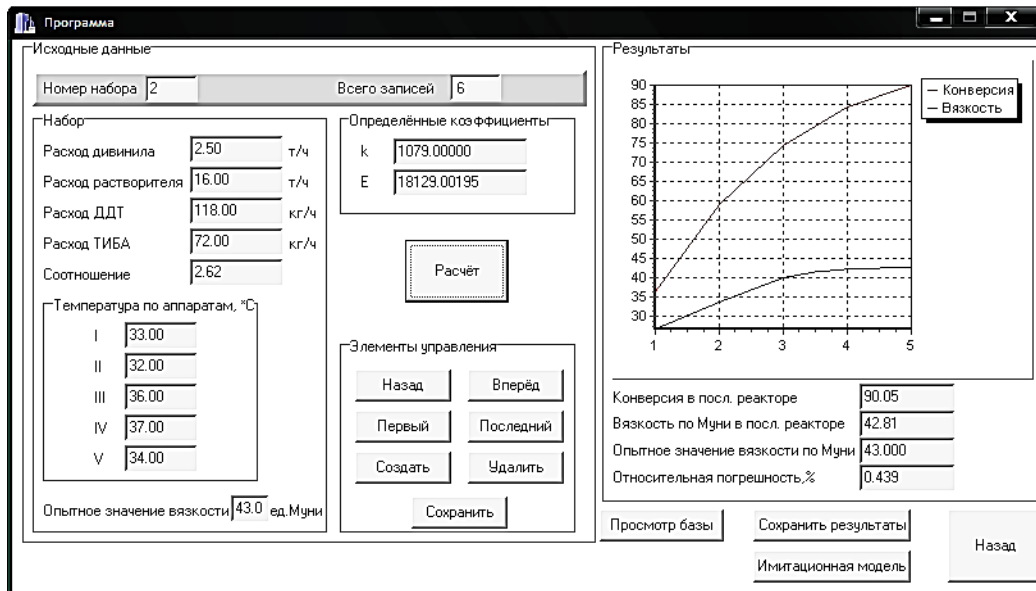 Программа
Исходные данные
Номер набора 2 Всего записей 6
Набор
Расход дивинила 2.50 т/ч
Расход растворителя 16.00 т/ч
Расход ДДТ 118.00 кг/ч
Расход ТИБА 72.00 кг/ч
Соотношение 2.62
Температура по аппаратам, *С
I 33.00
II 32.00
III 36.00
IV 37.00
V 34.00
Опытное значение вязкости 43.0 ед.Муни
Определённые коэффициенты
k 1079.00000
E 18129.00195
Расчёт
Элементы управления
Назад Вперёд
Первый Последний
Создать Удалить
Сохранить
Результаты
90
85
80
75
70
65
60
55
50
45
40
35
30
1 2 3 4 5
Конверсия
Вязкость
Конверсия в посл. реакторе 90.05
Вязкость по Муни в посл. реакторе 42.81
Опытное значение вязкости по Муни 43.000
Относительная погрешность,% 0.439
Просмотр базы Сохранить результаты
Имитационная модель
Назад